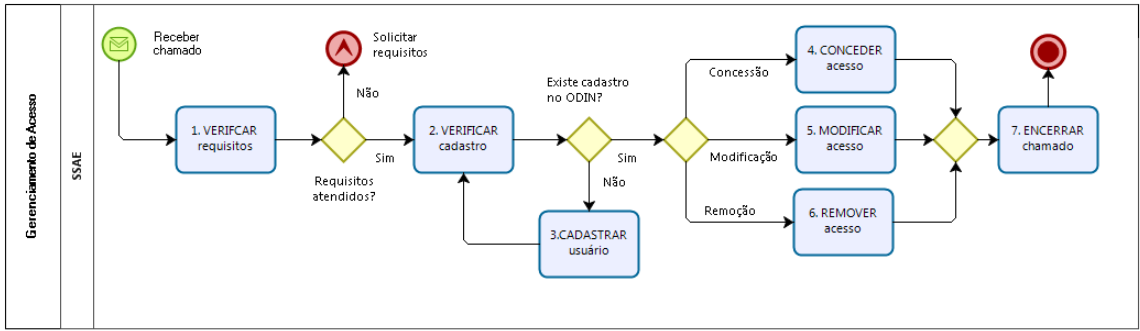 Gerenciamento de Acesso
SSAE
Receber
chamado
1. VERIFCAR
requisitos
Solicitar
requisitos
Não
Sim
Requisitos
atendidos?
2. VERIFICAR
cadastro
Existe cadastro
no ODIN?
Sim
Não
3.CADASTRAR
usuário
Concessão
4. CONCEDER
acesso
Modificação
5. MODIFICAR
acesso
Remoção
6. REMOVER
acesso
7. ENCERRAR
chamado